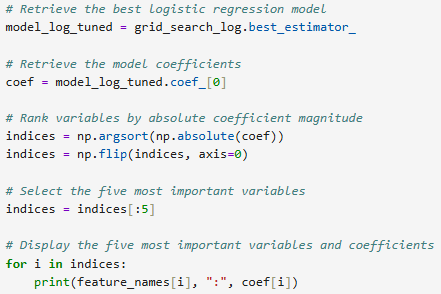 # Retrieve the best logistic regression model
model_log_tuned = grid_search_log.best_estimator_
# Retrieve the model coefficients
coef = model_log_tuned.coef_[0]
# Rank variables by absolute coefficient magnitude
indices = np.argsort(np.absolute(coef))
indices = np.flip(indices, axis=0)
# Select the five most important variables
indices = indices[:5]
# Display the five most important variables and coefficients
for i in indices:
    print(feature_names[i], ":", coef[i])